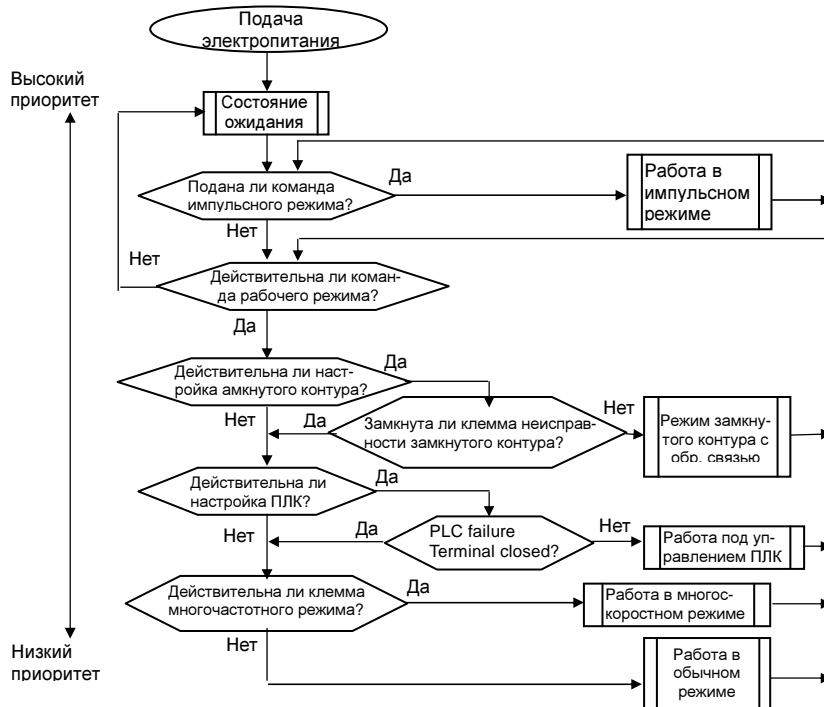 Подача
электропитания
Высокий
приоритет
Состояние
ожидания
Подана ли команда
импульсного режима?
Да
Работа в
импульсном
режиме
Нет
Нет
Действительна ли коман-
да рабочего режима?
Да
Действительна ли наст-
ройка амкнутого контура?
Да
Нет
Да
Замкнута ли клемма неисправ-
ности замкнутого контура?
Нет
Режим замкну-
того контура с
обр. связью
Действительна ли
настройка ПЛК?
Да
Нет
Да
PLC failure
Terminal closed?
Нет
Работа под уп-
равлением ПЛК
Действительна ли клемма
многочастотного режима?
Да
Работа в многос-
коростном режиме
Нет
Низкий
приоритет
Работа в
обычном
режиме